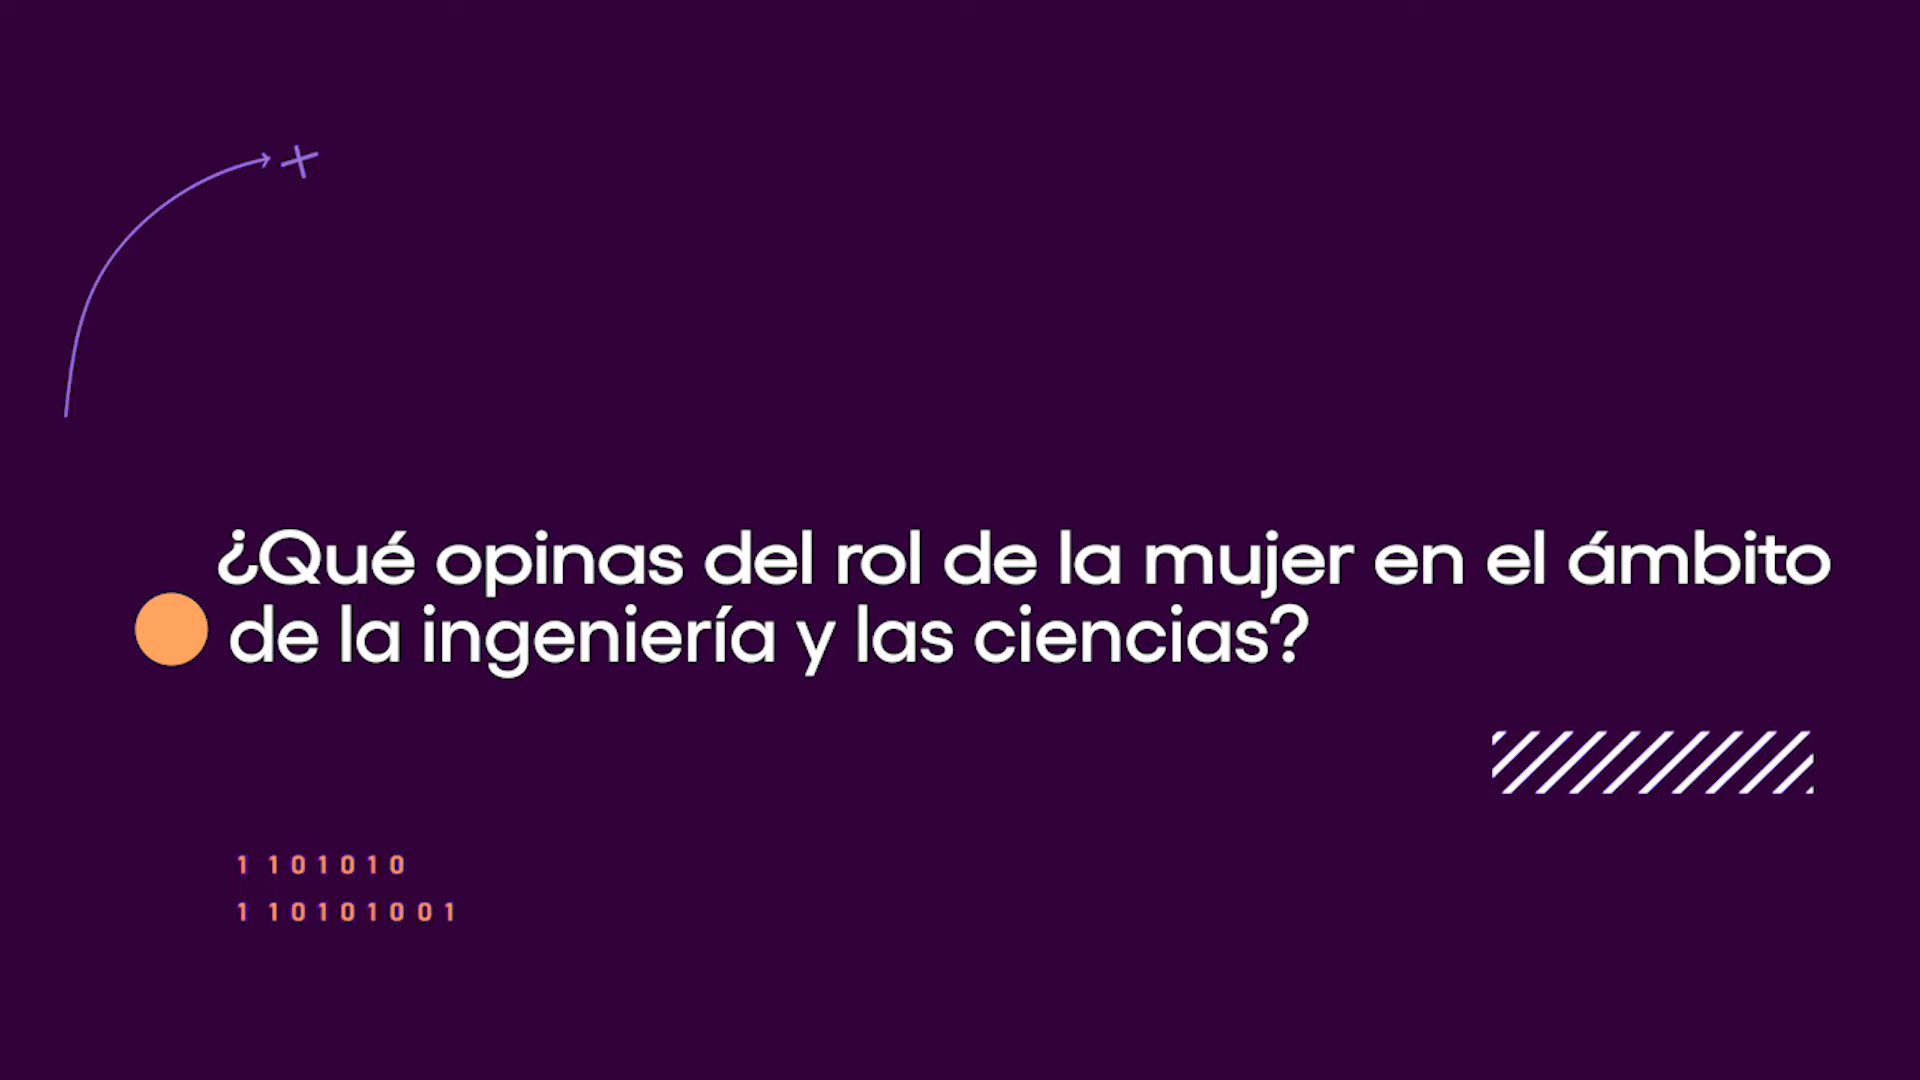 ¿Qué opinas del rol de la mujer en el ámbito
de la ingeniería y las ciencias?
1 101010
1 10101001